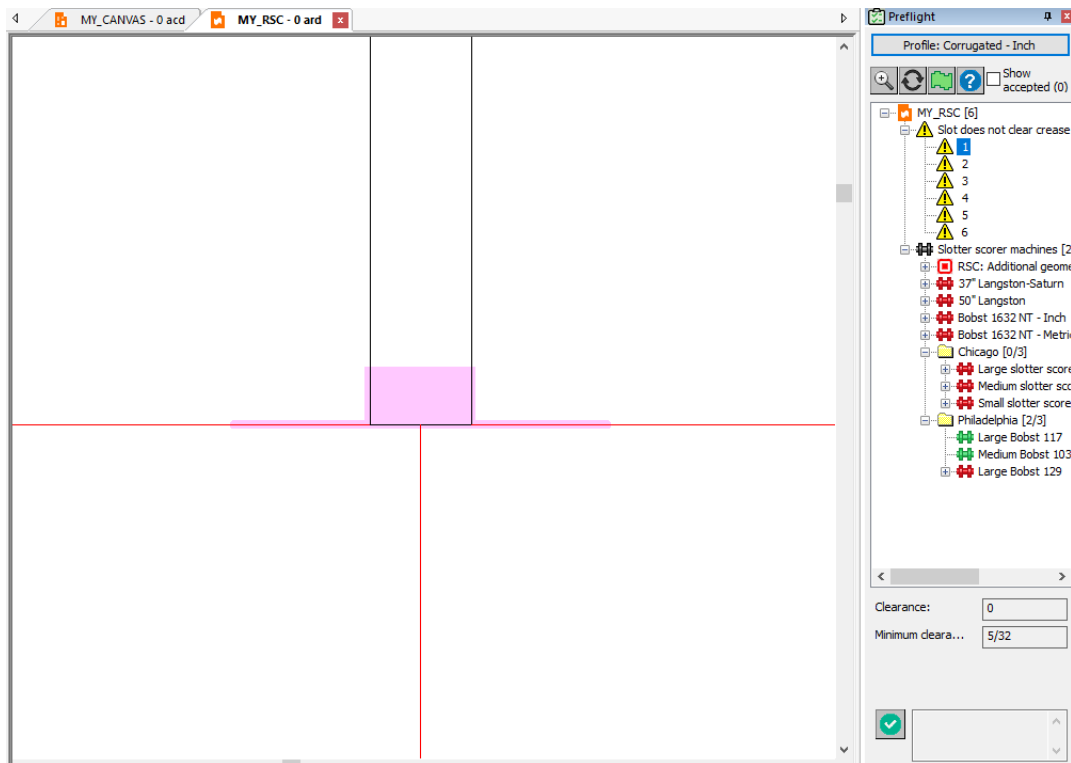 MY_CANVAS - 0 acd
MY_RSC - 0 ard
Preflight
Profile: Corrugated - Inch
Show
accepted (0)
MY_RSC [6]
Slot does not clear crease
1
2
3
4
5
6
Slotter scorer machines [2
RSC: Additional geome
37" Langston-Saturn
50" Langston
Bobst 1632 NT - Inch
Bobst 1632 NT - Metri
Chicago [0/3]
Large slotter score
Medium slotter sco
Small slotter score
Philadelphia [2/3]
Large Bobst 117
Medium Bobst 103
Large Bobst 129
Clearance:
0
Minimum cleara...
5/32